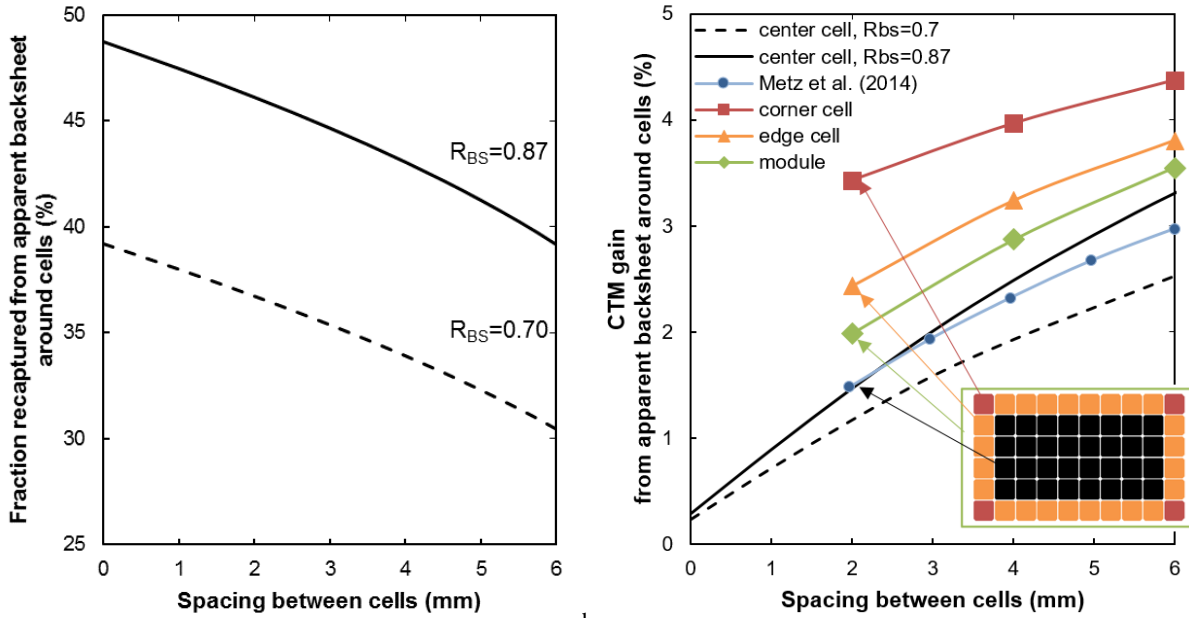 Fraction recaptured from apparent backsheet
around cells (%)
50
45
40
35
30
25
R_BS=0.87
R_BS=0.70
0 1 2 3 4 5 6
Spacing between cells (mm)
CTM gain
from apparent backsheet around cells (%)
5
4
3
2
1
0
center cell, Rbs=0.7
center cell, Rbs=0.87
Metz et al. (2014)
corner cell
edge cell
module
0 1 2 3 4 5 6
Spacing between cells (mm)